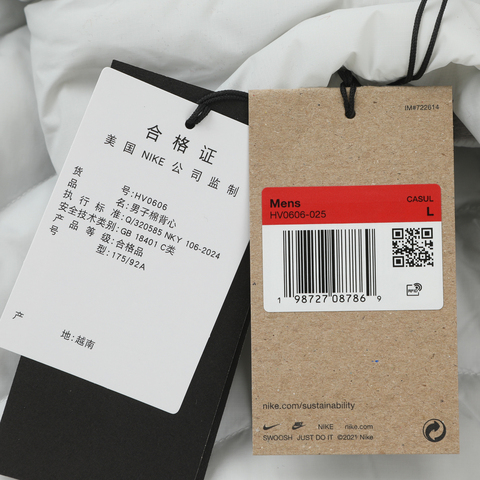 合格证
美国 NIKE 公司监制
货号:HV0606
品名:男子绵背心
执行标准:Q/320585 NKY 106-2024
安全技术类别:GB 18401 C类
产品等级:合格品
号型:175/92A
产地:越南
IM#722614
CASUL
Mens
L
HV0606-025
1 98727 08786 9
RFID
nike.com/sustainability
NIKE nike.com
SWOOSH JUST DO IT ©2021 Nike